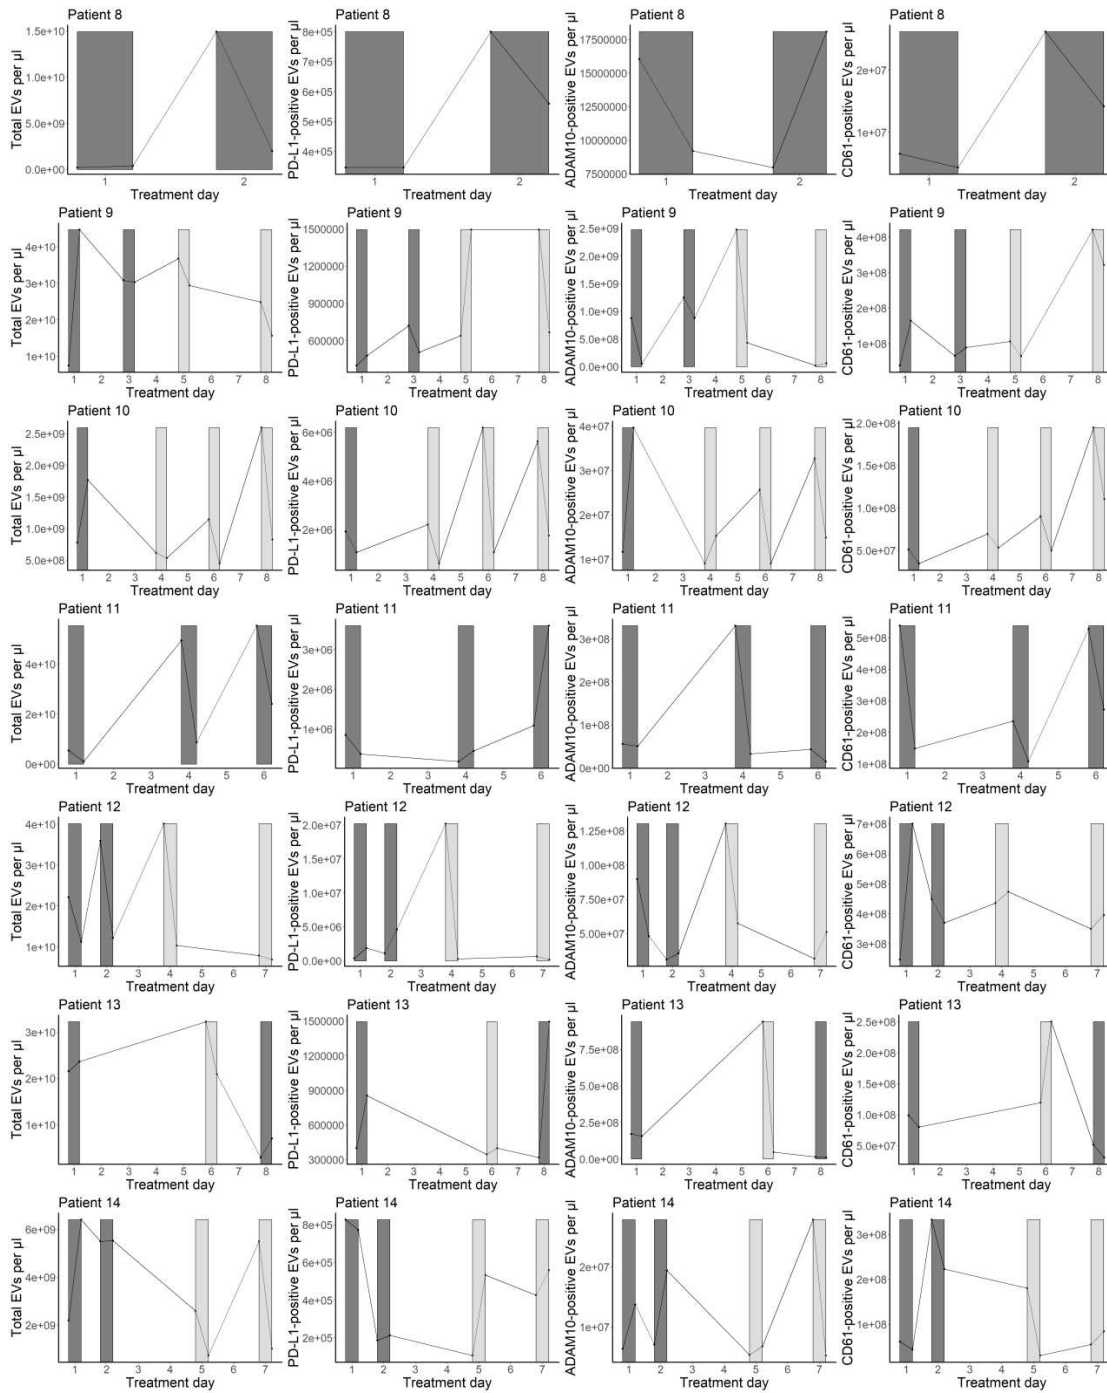 Patient 8
Total EVs per µl
1.5e+10
1.0e+10
5.0e+09
0.0e+00
1 2
Treatment day
Patient 8
PD-L1-positive EVs per µl
8e+05
7e+05
6e+05
5e+05
4e+05
1 2
Treatment day
Patient 8
ADAM10-positive EVs per µl
17500000
15000000
12500000
10000000
7500000
1 2
Treatment day
Patient 8
CD61-positive EVs per µl
2e+07
1e+07
1 2
Treatment day
Patient 9
Total EVs per µl
4e+10
3e+10
2e+10
1e+10
1 2 3 4 5 6 7 8
Treatment day
Patient 9
PD-L1-positive EVs per µl
1500000
1200000
900000
600000
1 2 3 4 5 6 7 8
Treatment day
Patient 9
ADAM10-positive EVs per µl
2.5e+09
2.0e+09
1.5e+09
1.0e+09
5.0e+08
0.0e+00
1 2 3 4 5 6 7 8
Treatment day
Patient 9
CD61-positive EVs per µl
4e+08
3e+08
2e+08
1e+08
1 2 3 4 5 6 7 8
Treatment day
Patient 10
Total EVs per µl
2.5e+09
2.0e+09
1.5e+09
1.0e+09
5.0e+08
1 2 3 4 5 6 7 8
Treatment day
Patient 10
PD-L1-positive EVs per µl
6e+06
4e+06
2e+06
1 2 3 4 5 6 7 8
Treatment day
Patient 10
ADAM10-positive EVs per µl
4e+07
3e+07
2e+07
1e+07
1 2 3 4 5 6 7 8
Treatment day
Patient 10
CD61-positive EVs per µl
2.0e+08
1.5e+08
1.0e+08
5.0e+07
1 2 3 4 5 6 7 8
Treatment day
Patient 11
Total EVs per µl
4e+10
2e+10
0e+00
1 2 3 4 5 6
Treatment day
Patient 11
PD-L1-positive EVs per µl
3e+06
2e+06
1e+06
1 2 3 4 5 6
Treatment day
Patient 11
ADAM10-positive EVs per µl
3e+08
2e+08
1e+08
0e+00
1 2 3 4 5 6
Treatment day
Patient 11
CD61-positive EVs per µl
5e+08
4e+08
3e+08
2e+08
1e+08
1 2 3 4 5 6
Treatment day
Patient 12
Total EVs per µl
4e+10
3e+10
2e+10
1e+10
1 2 3 4 5 6 7
Treatment day
Patient 12
PD-L1-positive EVs per µl
2.0e+07
1.5e+07
1.0e+07
5.0e+06
0.0e+00
1 2 3 4 5 6 7
Treatment day
Patient 12
ADAM10-positive EVs per µl
1.25e+08
1.00e+08
7.50e+07
5.00e+07
1 2 3 4 5 6 7
Treatment day
Patient 12
CD61-positive EVs per µl
7e+08
6e+08
5e+08
4e+08
3e+08
1 2 3 4 5 6 7
Treatment day
Patient 13
Total EVs per µl
3e+10
2e+10
1e+10
1 2 3 4 5 6 7 8
Treatment day
Patient 13
PD-L1-positive EVs per µl
1500000
1200000
900000
600000
300000
1 2 3 4 5 6 7 8
Treatment day
Patient 13
ADAM10-positive EVs per µl
7.5e+08
5.0e+08
2.5e+08
0.0e+00
1 2 3 4 5 6 7 8
Treatment day
Patient 13
CD61-positive EVs per µl
2.5e+08
2.0e+08
1.5e+08
1.0e+08
5.0e+07
1 2 3 4 5 6 7 8
Treatment day
Patient 14
Total EVs per µl
6e+09
4e+09
2e+09
1 2 3 4 5 6 7
Treatment day
Patient 14
PD-L1-positive EVs per µl
8e+05
6e+05
4e+05
2e+05
1 2 3 4 5 6 7
Treatment day
Patient 14
ADAM10-positive EVs per µl
2e+07
1e+07
1 2 3 4 5 6 7
Treatment day
Patient 14
CD61-positive EVs per µl
3e+08
2e+08
1e+08
1 2 3 4 5 6 7
Treatment day